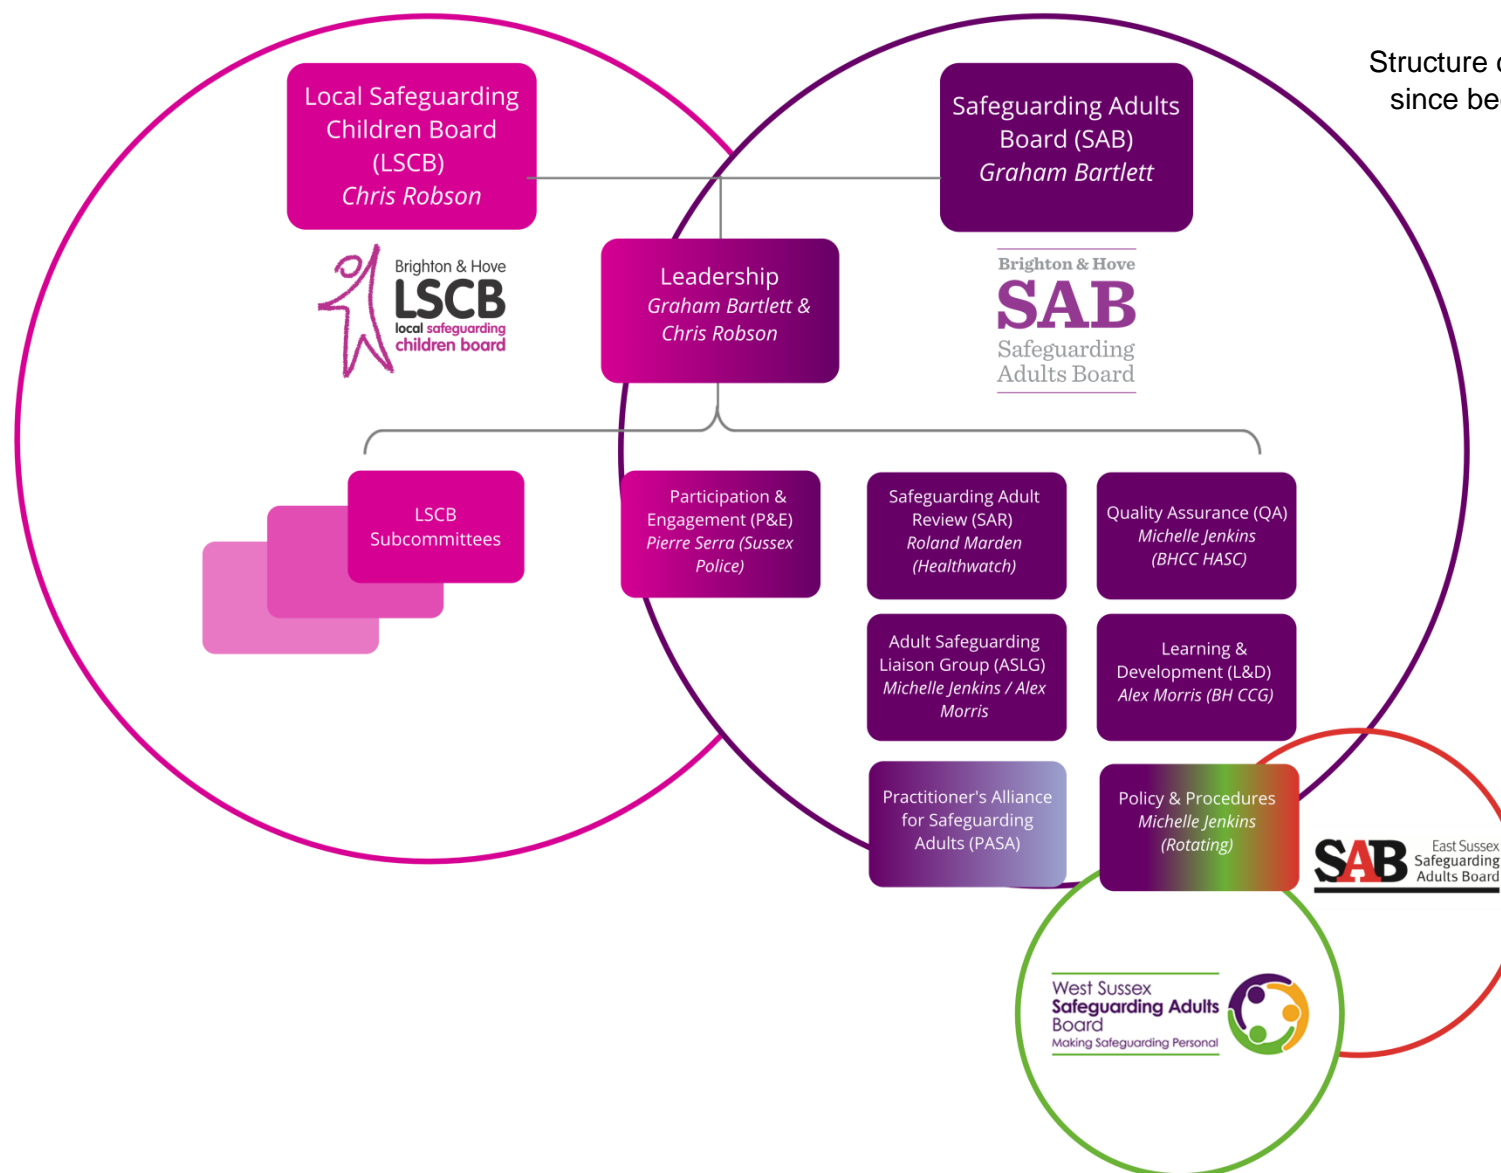 Structure
since
Local Safeguarding
Children Board
(LSCB)
Chris Robson
Safeguarding Adults
Board (SAB)
Graham Bartlett
Brighton & Hove
LSCB
local safeguarding
children board
Leadership
Graham Bartlett &
Chris Robson
Brighton & Hove
SAB
Safeguarding
Adults Board
LSCB
Subcommittees
Participation &
Engagement (P&E)
Pierre Serra (Sussex
Police)
Safeguarding Adult
Review (SAR)
Roland Marden
(Healthwatch)
Quality Assurance (QA)
Michelle Jenkins
(BHCC HASC)
Adult Safeguarding
Liaison Group (ASLG)
Michelle Jenkins / Alex
Morris
Learning &
Development (L&D)
Alex Morris (BH CCG)
Practitioner's Alliance
for Safeguarding
Adults (PASA)
Policy & Procedures
Michelle Jenkins
(Rotating)
SAB
East Sussex
Safeguarding
Adults Board
West Sussex
Safeguarding Adults
Board
Making Safeguarding Personal